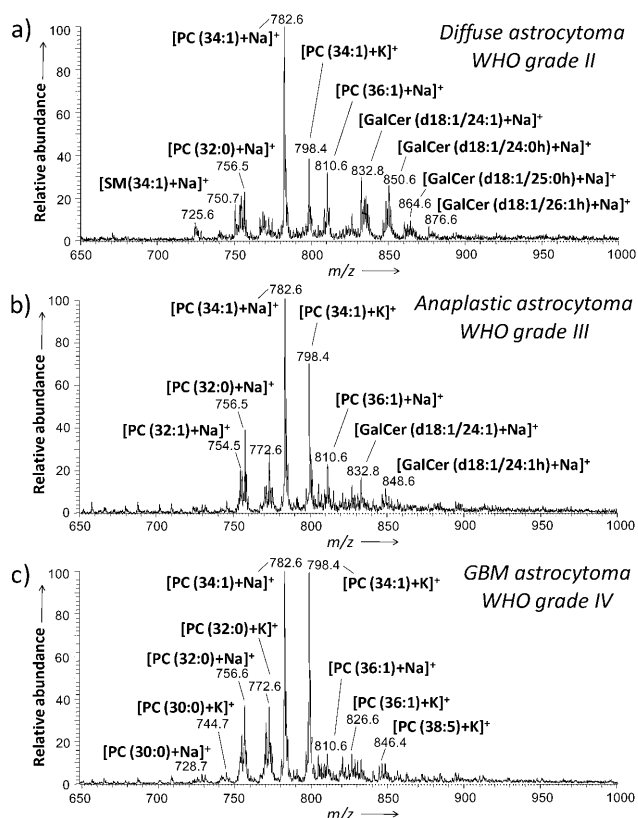 a)
Diffuse astrocytoma
WHO grade II
782.6
[PC (34:1)+Na]⁺
[PC (34:1)+K]⁺
[PC (36:1)+Na]⁺
[GalCer (d18:1/24:1)+Na]⁺
[PC (32:0)+Na]⁺
798.4
810.6
832.8
[GalCer (d18:1/24:0h)+Na]⁺
756.5
850.6
[SM(34:1)+Na]⁺
750.7
864.6
[GalCer (d18:1/25:0h)+Na]⁺
725.6
[GalCer (d18:1/26:1h)+Na]⁺
876.6
Relative abundance
100
80
60
40
20
0
650 700 750 800 850 900 950 1000
m/z
b)
Anaplastic astrocytoma
WHO grade III
782.6
[PC (34:1)+Na]⁺
[PC (34:1)+K]⁺
798.4
[PC (32:0)+Na]⁺
756.5
[PC (36:1)+Na]⁺
[PC (32:1)+Na]⁺
754.5
772.6
810.6
[GalCer (d18:1/24:1)+Na]⁺
832.8
[GalCer (d18:1/24:1h)+Na]⁺
848.6
Relative abundance
100
80
60
40
20
0
650 700 750 800 850 900 950 1000
m/z
c)
GBM astrocytoma
WHO grade IV
782.6
798.4
[PC (34:1)+Na]⁺
[PC (34:1)+K]⁺
[PC (32:0)+K]⁺
[PC (32:0)+Na]⁺
756.6
772.6
[PC (36:1)+Na]⁺
[PC (30:0)+K]⁺
744.7
[PC (36:1)+K]⁺
826.6
[PC (38:5)+K]⁺
810.6
846.4
[PC (30:0)+Na]⁺
728.7
Relative abundance
100
80
60
40
20
0
650 700 750 800 850 900 950 1000
m/z